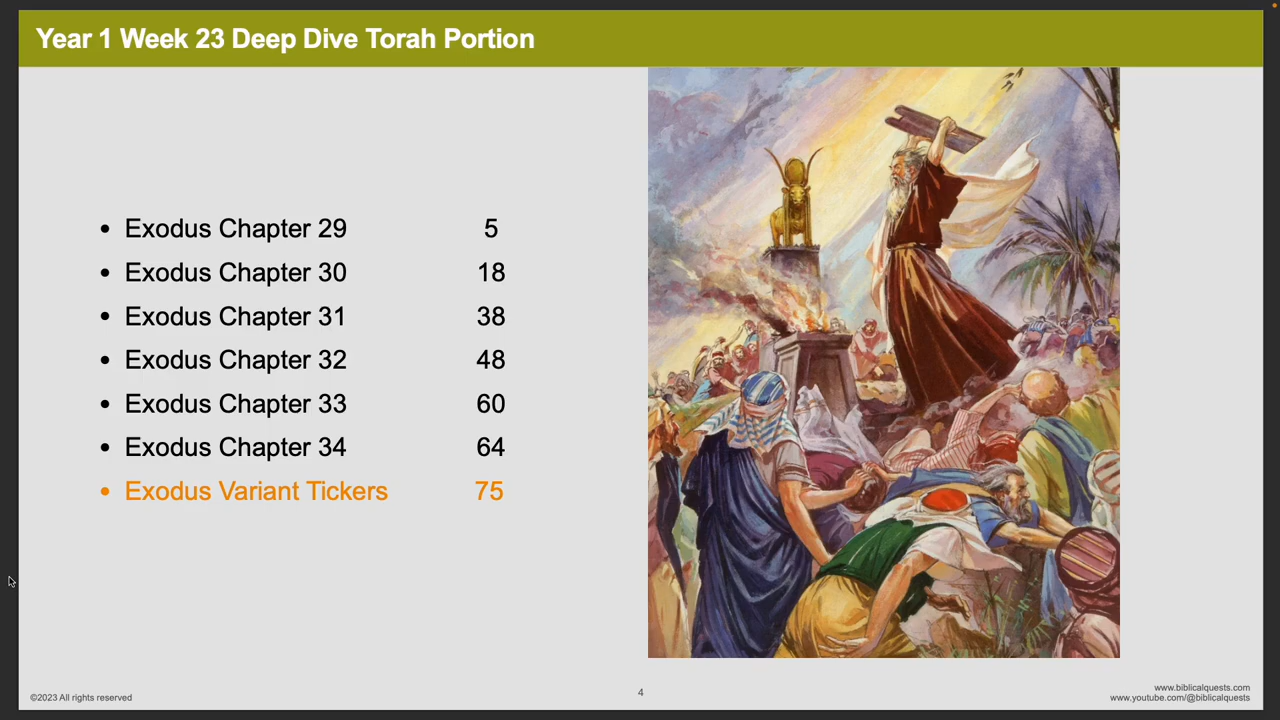 Year 1 Week 23 Deep Dive Torah Portion
• Exodus Chapter 29 5
• Exodus Chapter 30 18
• Exodus Chapter 31 38
• Exodus Chapter 32 48
• Exodus Chapter 33 60
• Exodus Chapter 34 64
• Exodus Variant Tickers 75
©2023 All rights reserved
4
www.biblicalquests.com
www.youtube.com/@biblicalquests